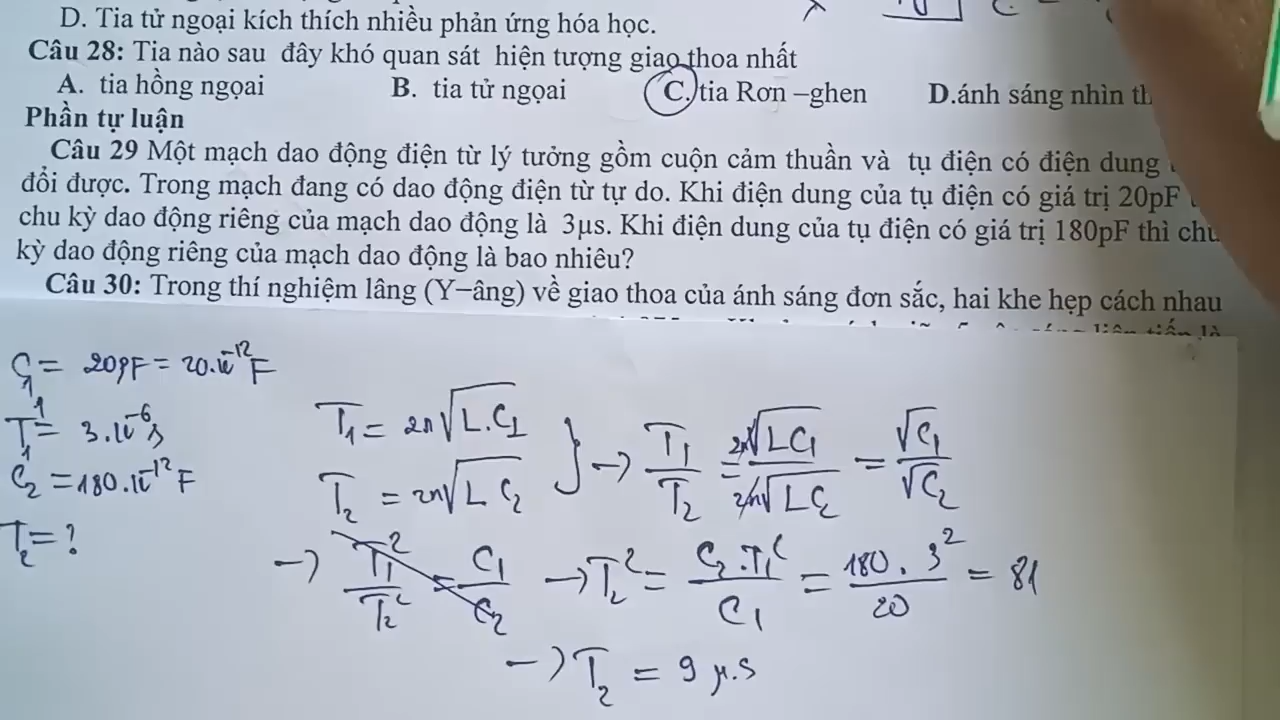 D. Tia tử ngoại kích thích nhiều phản ứng hóa học.
Câu 28: Tia nào sau đây khó quan sát hiện tượng giao thoa nhất
A. tia hồng ngọai B. tia tử ngọai C. tia Rơn –ghen D.ánh sáng nhìn
Phần tự luận
Câu 29 Một mạch dao động điện từ lý tưởng gồm cuộn cảm thuần và tụ điện có điện dung
đổi được. Trong mạch đang có dao động điện từ tự do. Khi điện dung của tụ điện có giá trị 20pF
chu kỳ dao động riêng của mạch dao động là 3µs. Khi điện dung của tụ điện có giá trị 180pF thì chu
kỳ dao động riêng của mạch dao động là bao nhiêu?
Câu 30: Trong thí nghiệm lâng (Y–âng) về giao thoa của ánh sáng đơn sắc, hai khe hẹp cách nhau
C₁ = 20pF = 20.10⁻¹² F
T₁ = 3.10⁻⁶ s
C₂ = 180.10⁻¹² F
T₂ = ?
T₁ = 2π√L.C₁
T₂ = 2π√L C₂
} → T₁/T₂ = 2π√LC₁ / 2π√LC₂ = √C₁/√C₂
→ T₁²/T₂² = C₁/C₂ → T₂² = C₂.T₁²/C₁ = 180.3²/20 = 81
→ T₂ = 9 µ.s